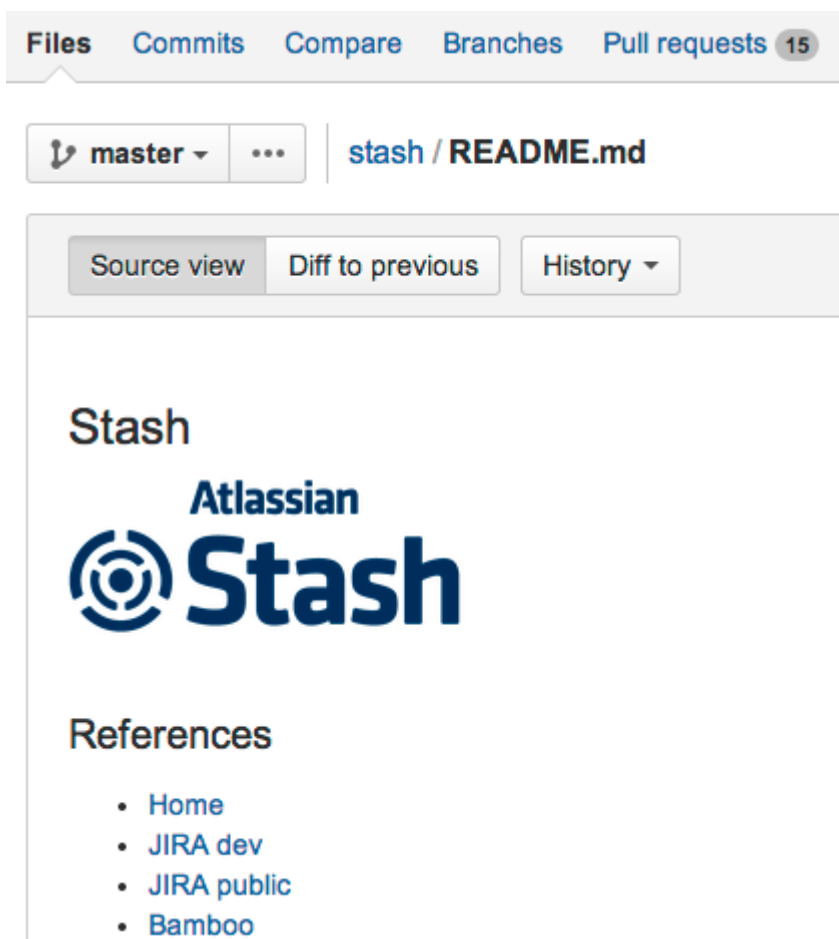 Files Commits Compare Branches Pull requests 15
master ··· stash / README.md
Source view Diff to previous History
Stash
Atlassian
Stash
References
• Home
• JIRA dev
• JIRA public
• Bamboo